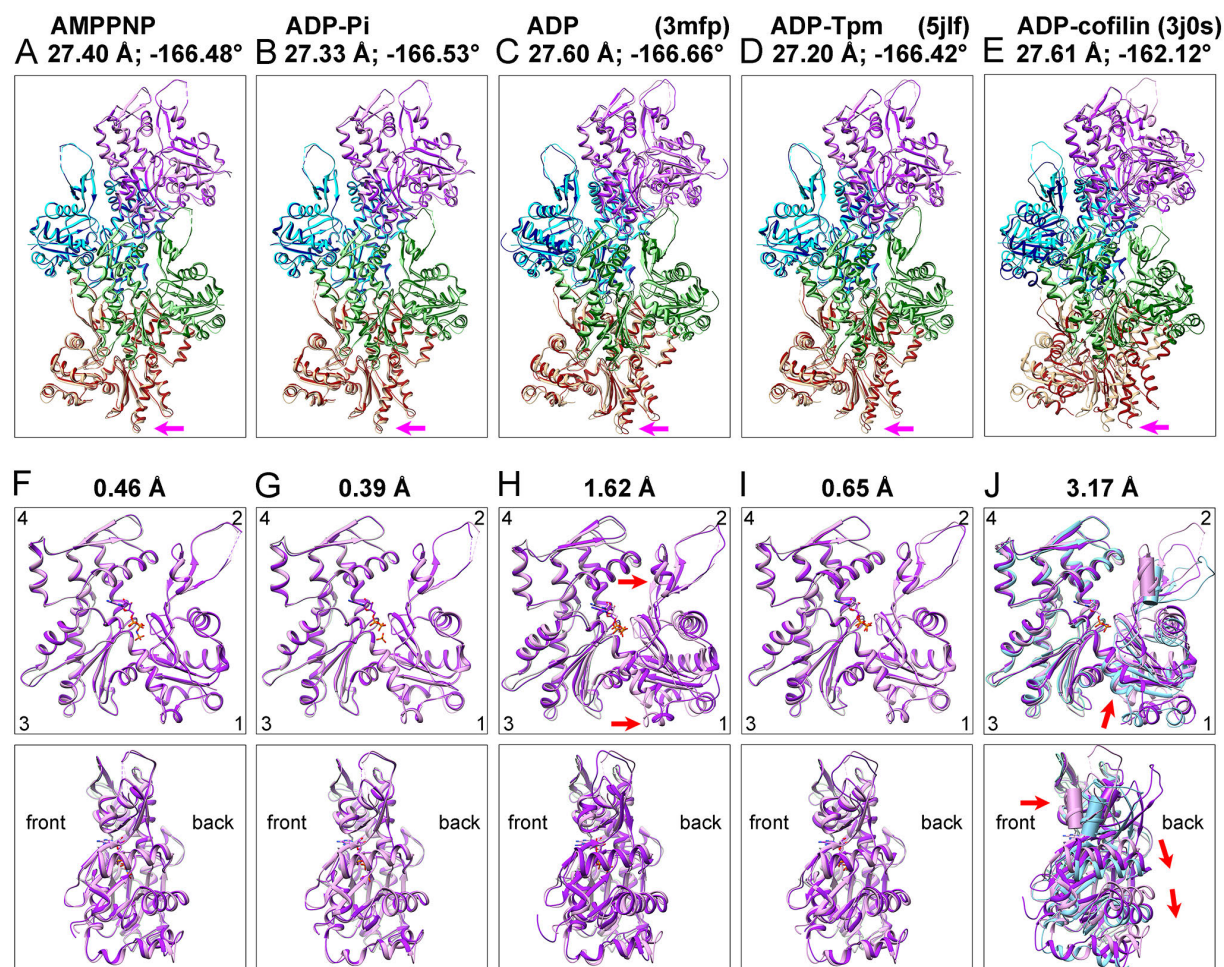 AMPPNP
A 27.40 Å; -166.48°
ADP-Pi
B 27.33 Å; -166.53°
ADP (3mfp)
C 27.60 Å; -166.66°
ADP-Tpm (5jlf)
D 27.20 Å; -166.42°
ADP-cofilin (3j0s)
E 27.61 Å; -162.12°
F 0.46 Å
4 2
3 1
G 0.39 Å
4 2
3 1
H 1.62 Å
4 2
3 1
I 0.65 Å
4 2
3 1
J 3.17 Å
4 2
3 1
front back
front back
front back
front back
front back